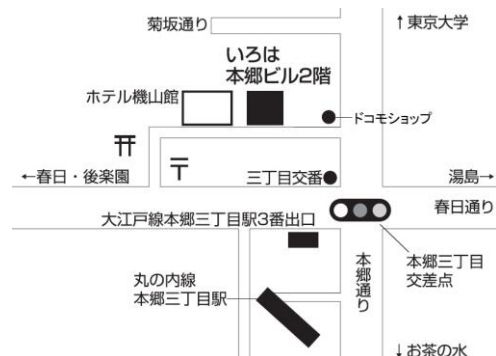 菊坂通り
↑東京大学
いろは
本郷ビル2階
ホテル機山館
ドコモショップ
←春日・後楽園
三丁目交番
湯島→
春日通り
大江戸線本郷三丁目駅3番出口
本郷三丁目
交差点
本郷通り
丸の内線
本郷三丁目駅
↓お茶の水